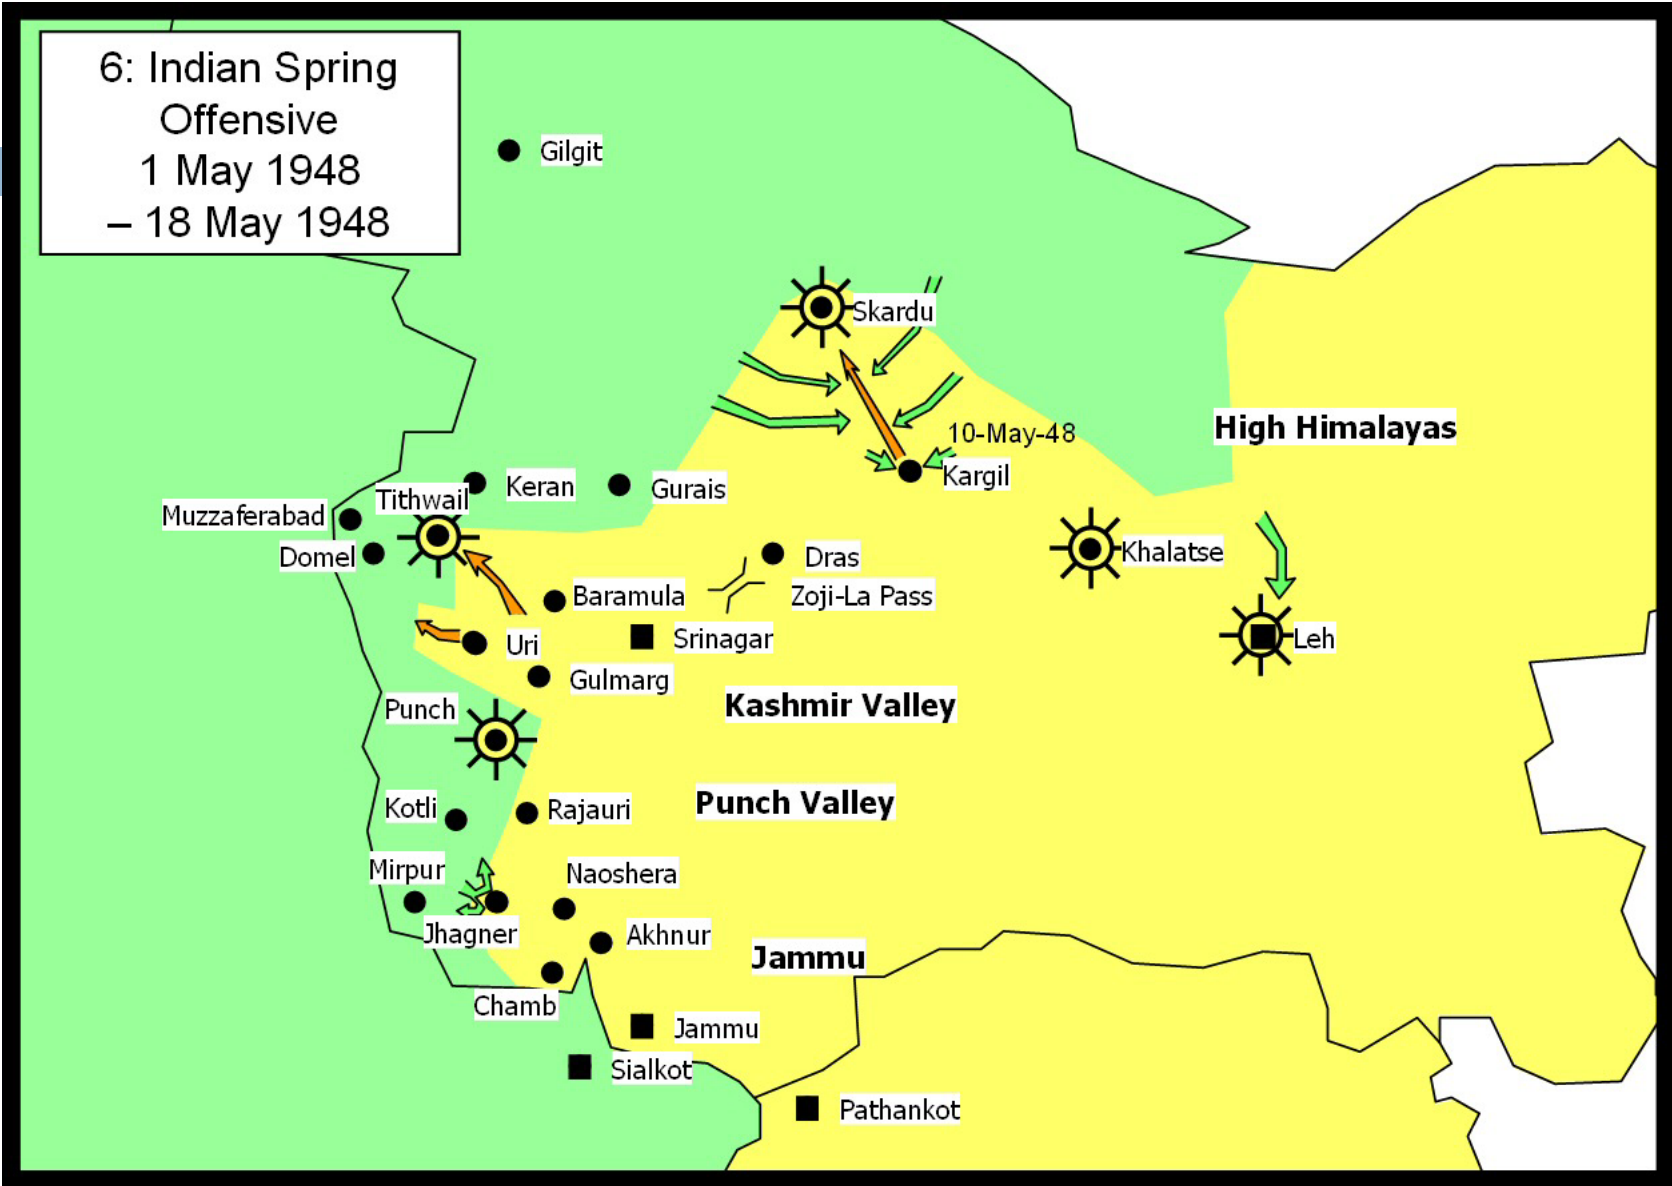 6: Indian Spring
Offensive
1 May 1948
– 18 May 1948
Gilgit
Skardu
High Himalayas
10-May-48
Kargil
Keran
Gurais
Tithwail
Muzzaferabad
Domel
Dras
Khalatse
Baramula
Zoji-La Pass
Uri
Srinagar
Leh
Gulmarg
Punch
Kashmir Valley
Kotli
Rajauri
Punch Valley
Mirpur
Naoshera
Jhagner
Akhnur
Jammu
Chamb
Jammu
Sialkot
Pathankot